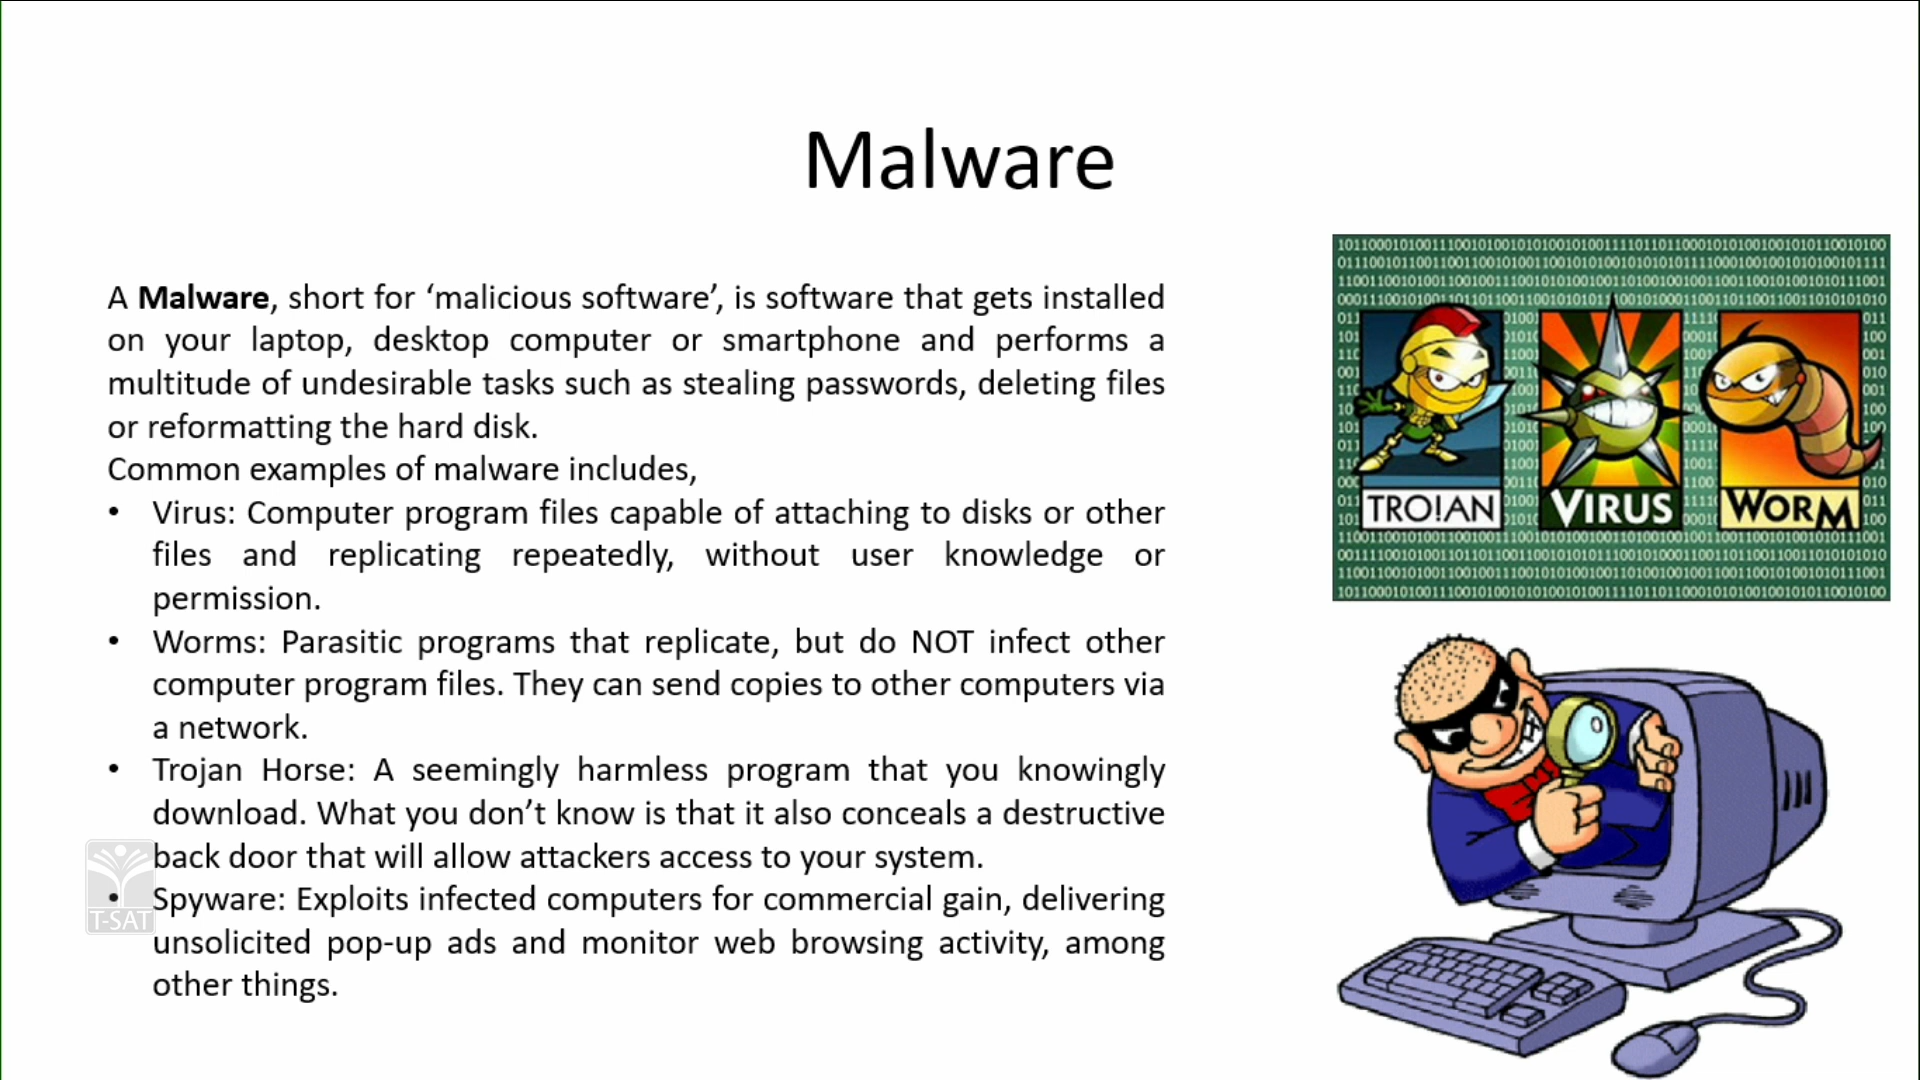 Malware
A Malware, short for ‘malicious software’, is software that gets installed
on your laptop, desktop computer or smartphone and performs a
multitude of undesirable tasks such as stealing passwords, deleting files
or reformatting the hard disk.
Common examples of malware includes,
• Virus: Computer program files capable of attaching to disks or other
files and replicating repeatedly, without user knowledge or
permission.
• Worms: Parasitic programs that replicate, but do NOT infect other
computer program files. They can send copies to other computers via
a network.
• Trojan Horse: A seemingly harmless program that you knowingly
download. What you don’t know is that it also conceals a destructive
back door that will allow attackers access to your system.
• Spyware: Exploits infected computers for commercial gain, delivering
unsolicited pop-up ads and monitor web browsing activity, among
other things.
T-SAT
TRO!AN VIRUS WORM